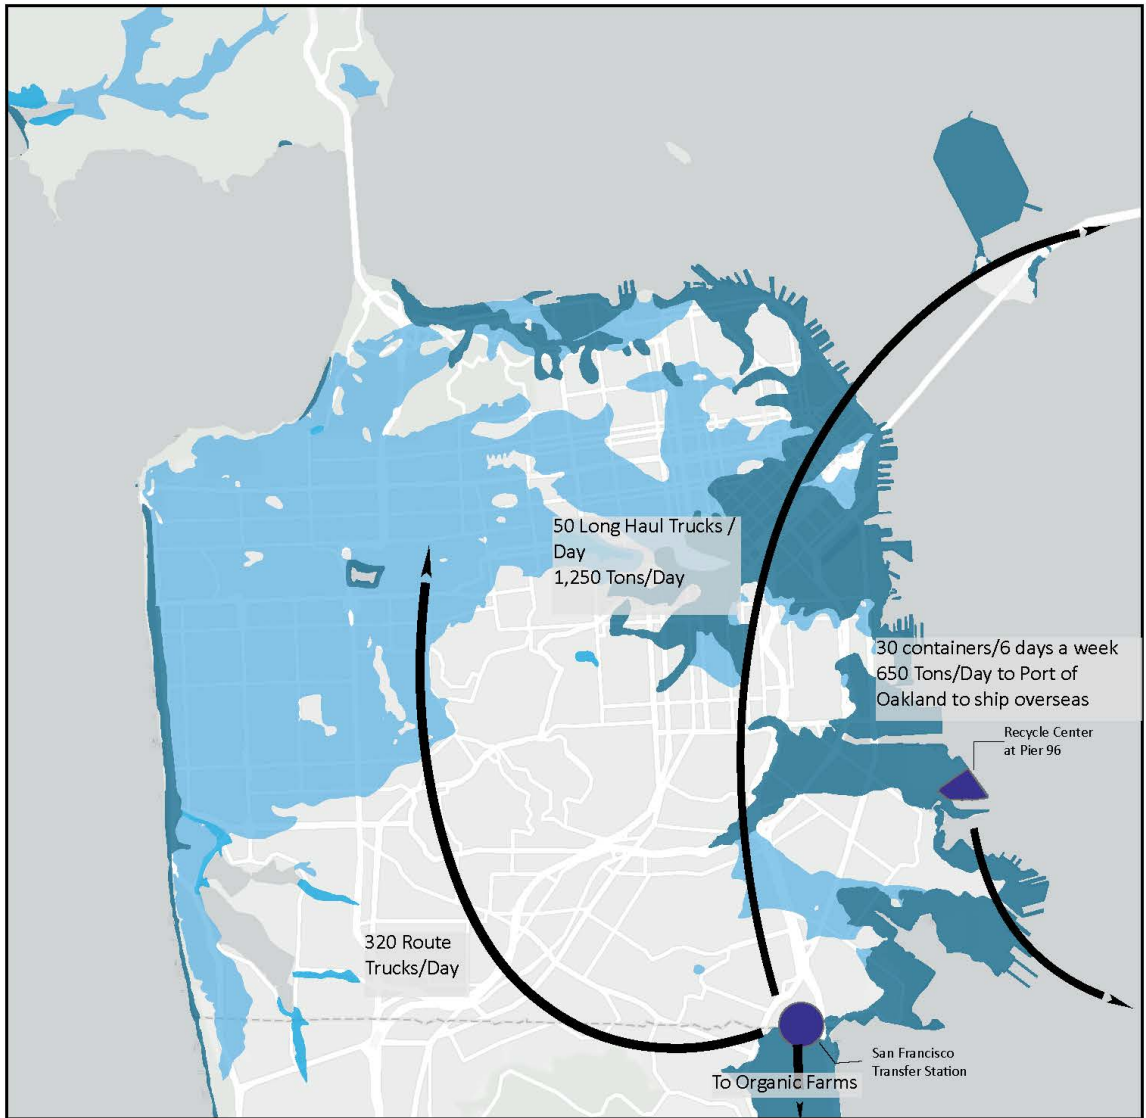 50 Long Haul Trucks /
Day
1,250 Tons/Day
30 containers/6 days a week
650 Tons/Day to Port of
Oakland to ship overseas
Recycle Center
at Pier 96
320 Route
Trucks/Day
San Francisco
Transfer Station
To Organic Farms